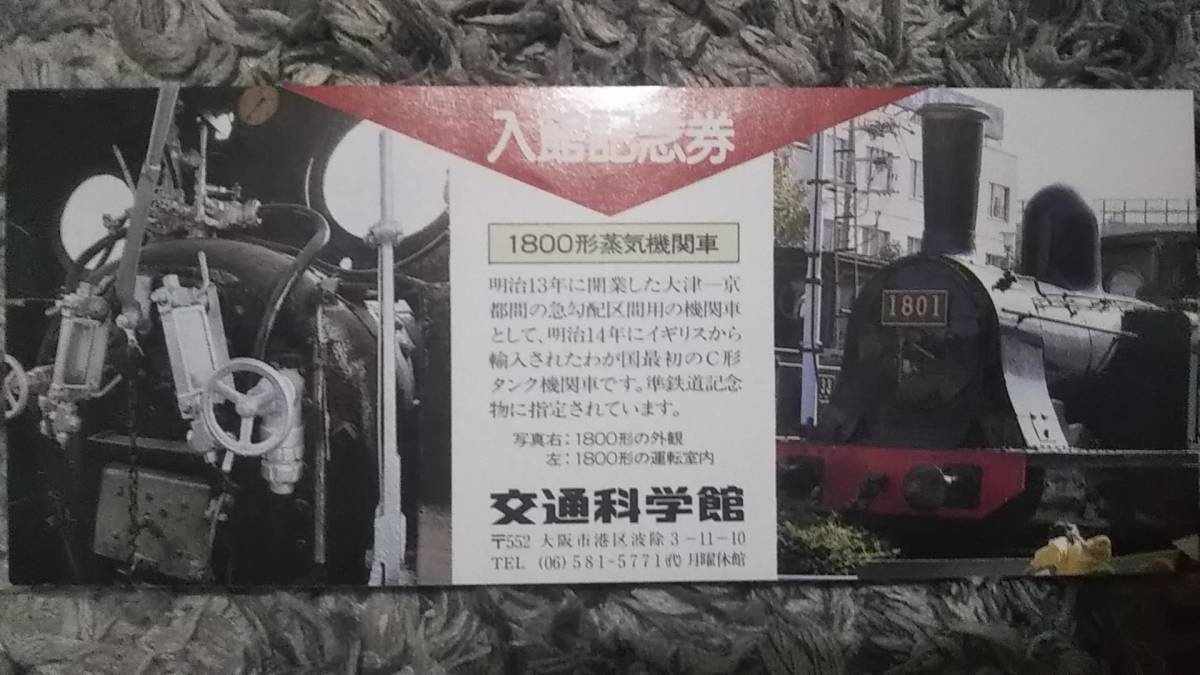 入館記念券
1800形蒸気機関車
明治13年に開業した大津―京
都間の急勾配区間用の機関車
として、明治14年にイギリスから
輸入されたわが国最初のC形
タンク機関車です。準鉄道記念
物に指定されています。
写真右：1800形の外観
左：1800形の運転室内
交通科学館
〒552 大阪市港区波除3-11-10
TEL (06)581-5771㈹月曜休館
1801